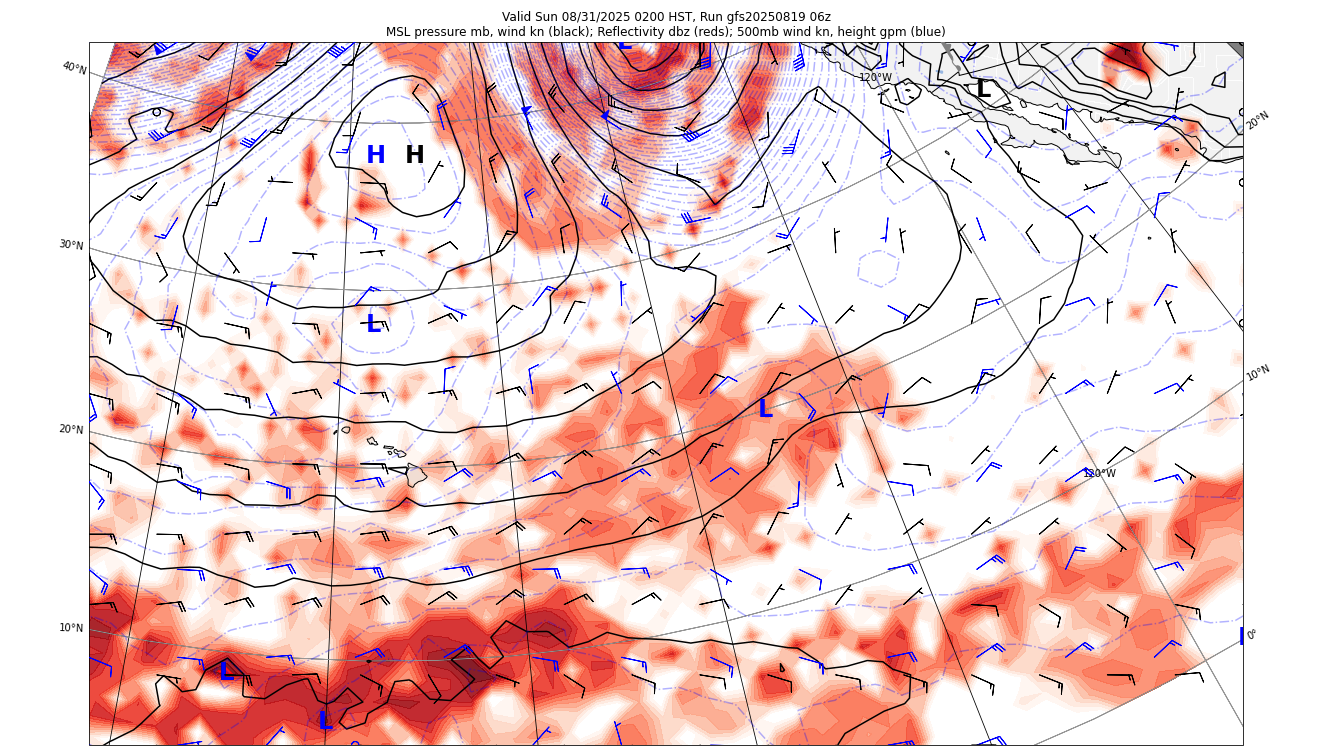 Valid Sun 08/31/2025 0200 HST, Run gfs20250819 06z
MSL pressure mb, wind kn (black); Reflectivity dbz (reds); 500mb wind kn, height gpm (blue)
L
40°N
120°W
L
20°N
H H
30°N
L
10°N
L
20°N
120°W
10°N
0°
L
L